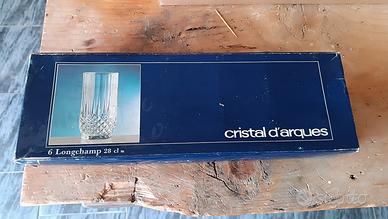 cristal d'arques
6 Longchamp 28 cl